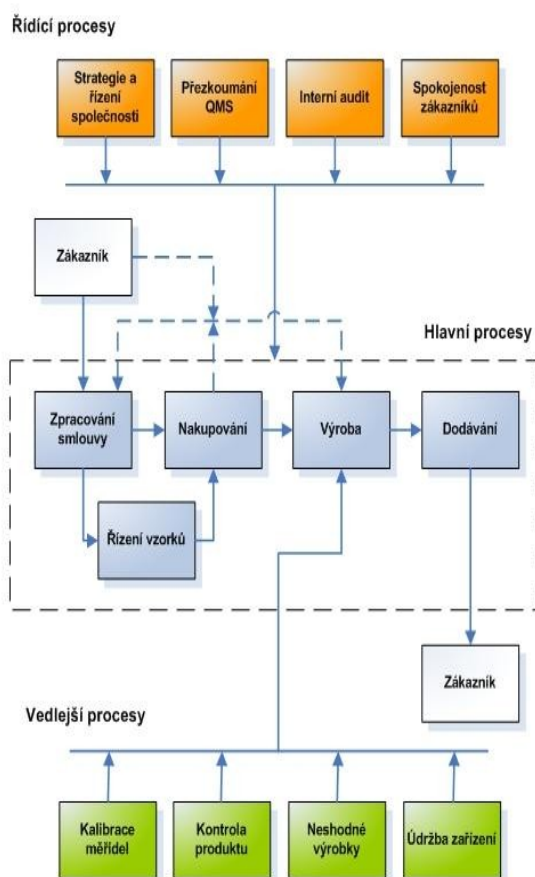 Řídící procesy
Strategie a
řízení
společnosti
Přezkoumání
QMS
Interní audit
Spokojenost
zákazníků
Zákazník
Hlavní procesy
Zpracování
smlouvy
Nakupování
Výroba
Dodávání
Řízení vzorků
Zákazník
Vedlejší procesy
Kalibrace
měřidel
Kontrola
produktu
Neshodné
výrobky
Údržba zařízení